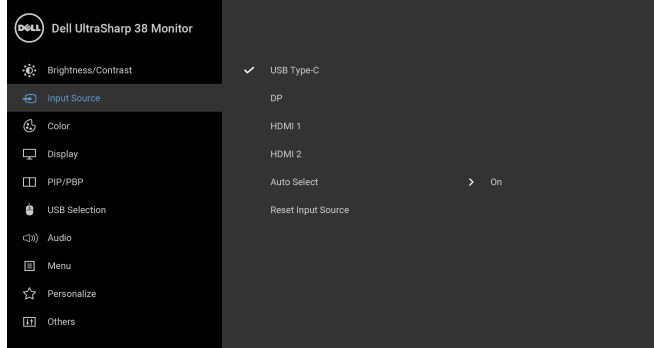 DELL
Dell UltraSharp 38 Monitor
Brightness/Contrast
USB Type-C
Input Source
DP
Color
HDMI 1
Display
HDMI 2
PIP/PBP
Auto Select
On
USB Selection
Reset Input Source
Audio
Menu
Personalize
Others